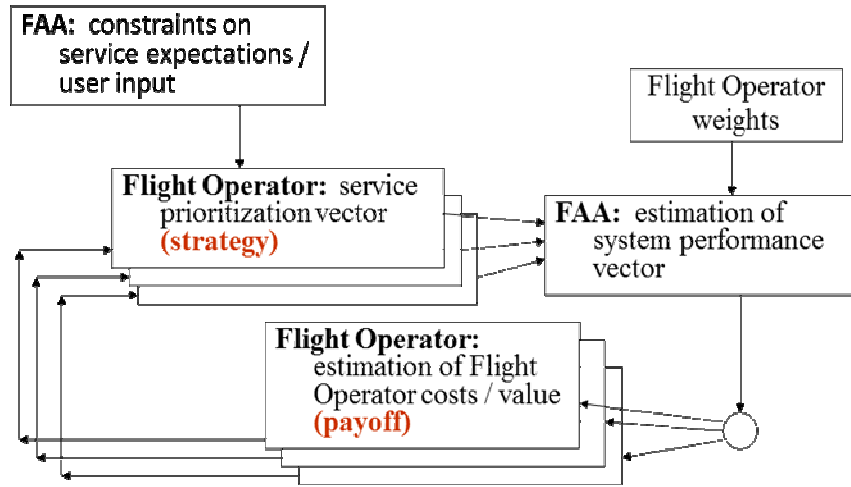 FAA: constraints on
service expectations /
user input
Flight Operator
weights
Flight Operator: service
prioritization vector
(strategy)
FAA: estimation of
system performance
vector
Flight Operator:
estimation of Flight
Operator costs / value
(payoff)